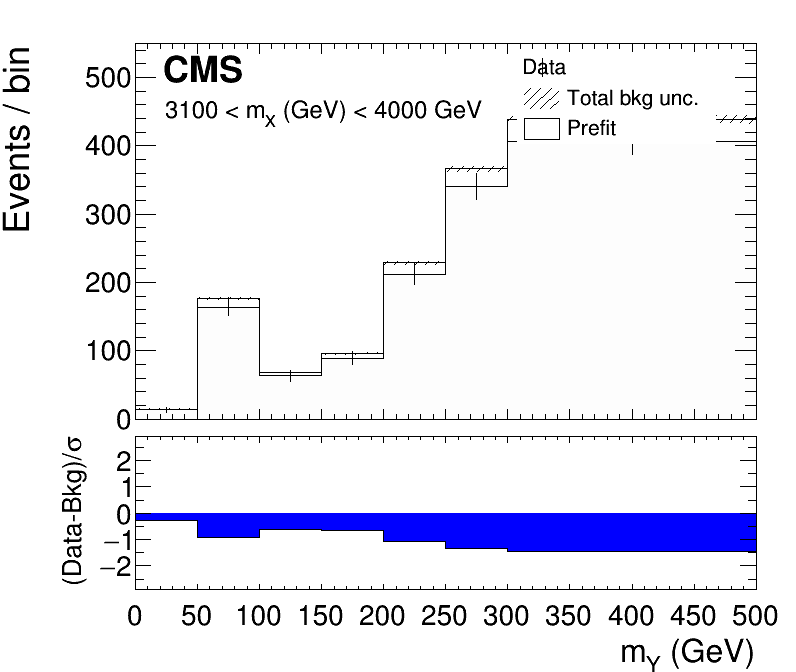 Events / bin
CMS
3100 < m_X (GeV) < 4000 GeV
Data
Total bkg unc.
Prefit
500
400
300
200
100
0
(Data-Bkg)/σ
2
1
0
−1
−2
0 50 100 150 200 250 300 350 400 450 500
m_Y (GeV)